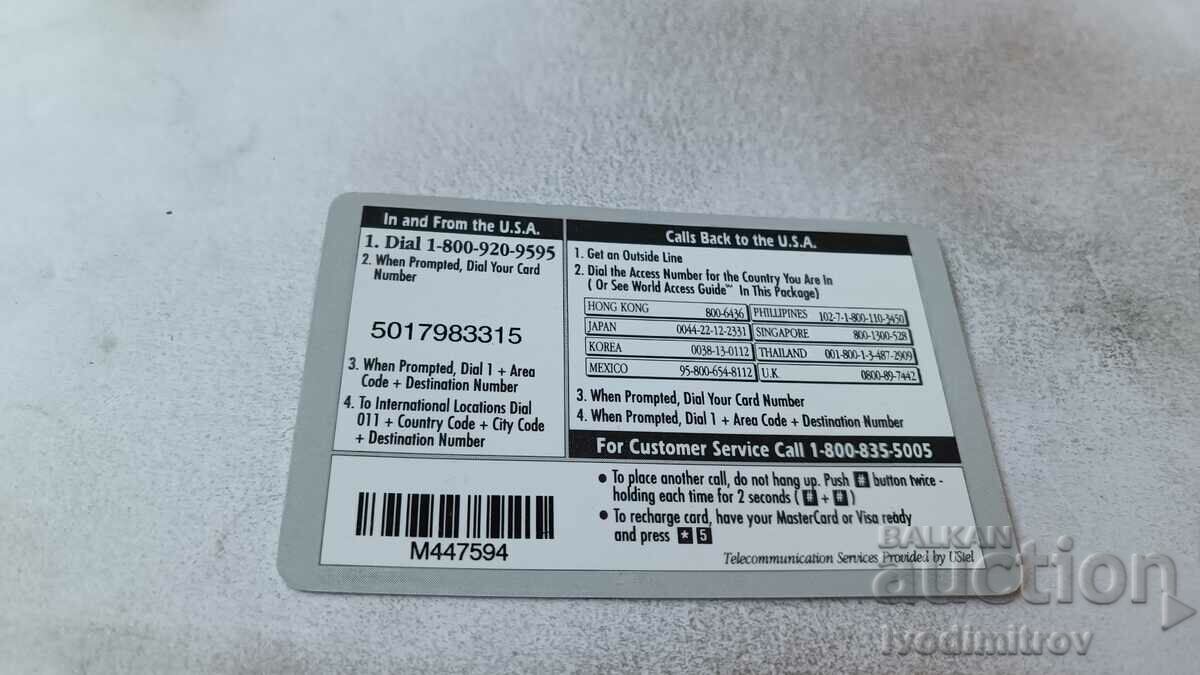 In and From the U.S.A.
1. Dial 1-800-920-9595
2. When Prompted, Dial Your Card
Number
5017983315
3. When Prompted, Dial 1 + Area
Code + Destination Number
4. To International Locations Dial
011 + Country Code + City Code
+ Destination Number
Calls Back to the U.S.A.
1. Get an Outside Line
2. Dial the Access Number for the Country You Are In
( Or See World Access Guide℠ In This Package)
HONG KONG 800-6436 PHILLIPINES 102-7-1-800-110-3450
JAPAN 0044-22-12-2331 SINGAPORE 800-1300-528
KOREA 0038-13-0112 THAILAND 001-800-1-3-487-2909
MEXICO 95-800-654-8112 U.K. 0800-89-7442
3. When Prompted, Dial Your Card Number
4. When Prompted, Dial 1 + Area Code + Destination Number
For Customer Service Call 1-800-835-5005
M447594
• To place another call, do not hang up. Push # button twice -
holding each time for 2 seconds ( # + # )
• To recharge card, have your MasterCard or Visa ready
and press * 5
Telecommunication Services Provided by UStel
BALKAN
auction
ivodimitrov